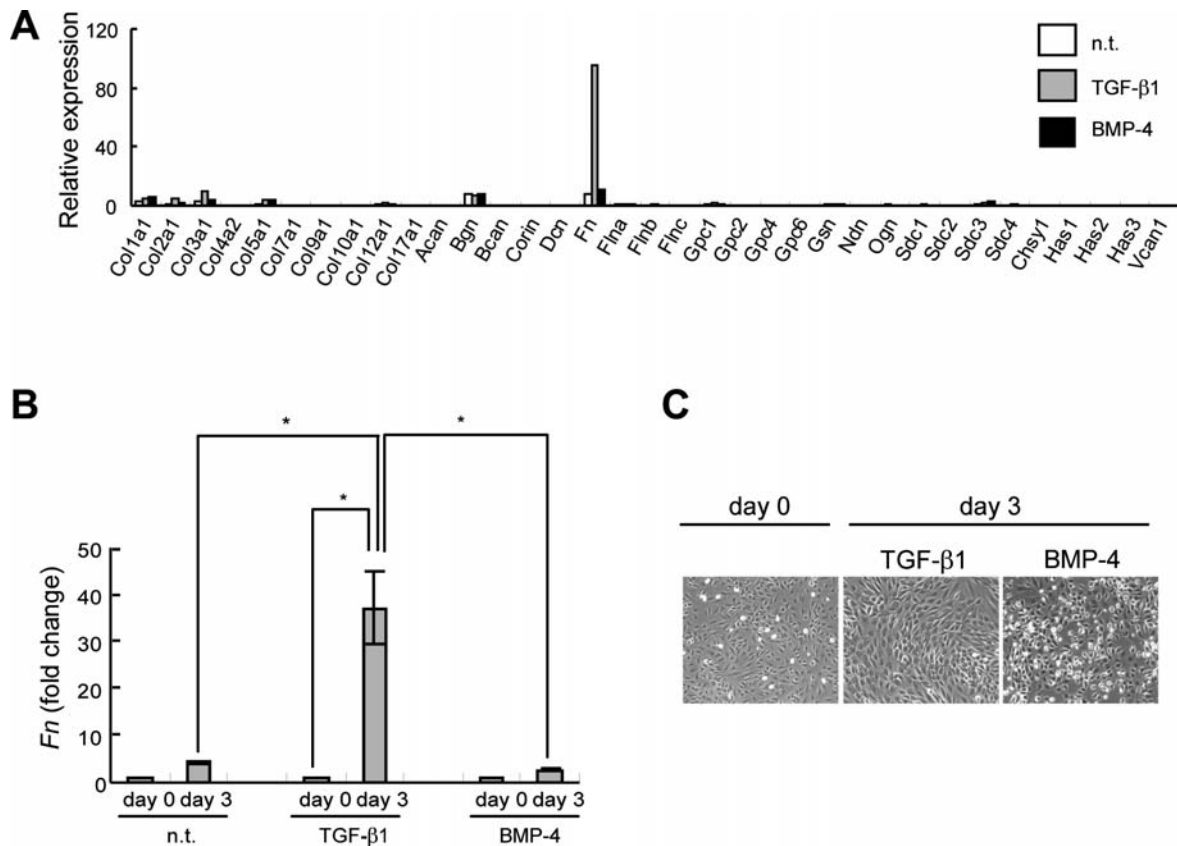 A
Relative expression
120
80
40
0
n.t.
TGF-β1
BMP-4
Col1a1
Col2a1
Col3a1
Col4a2
Col5a1
Col7a1
Col9a1
Col10a1
Col12a1
Col17a1
Acan
Bgn
Bcan
Corin
Dcn
Fn
Flna
Flnb
Flnc
Gpc1
Gpc2
Gpc4
Gpc6
Gsn
Ndn
Ogn
Sdc1
Sdc2
Sdc3
Sdc4
Chsy1
Has1
Has2
Has3
Vcan1
B
Fn (fold change)
50
40
30
20
10
0
*
*
*
day 0 day 3 day 0 day 3 day 0 day 3
n.t. TGF-β1 BMP-4
C
day 0 day 3
TGF-β1 BMP-4